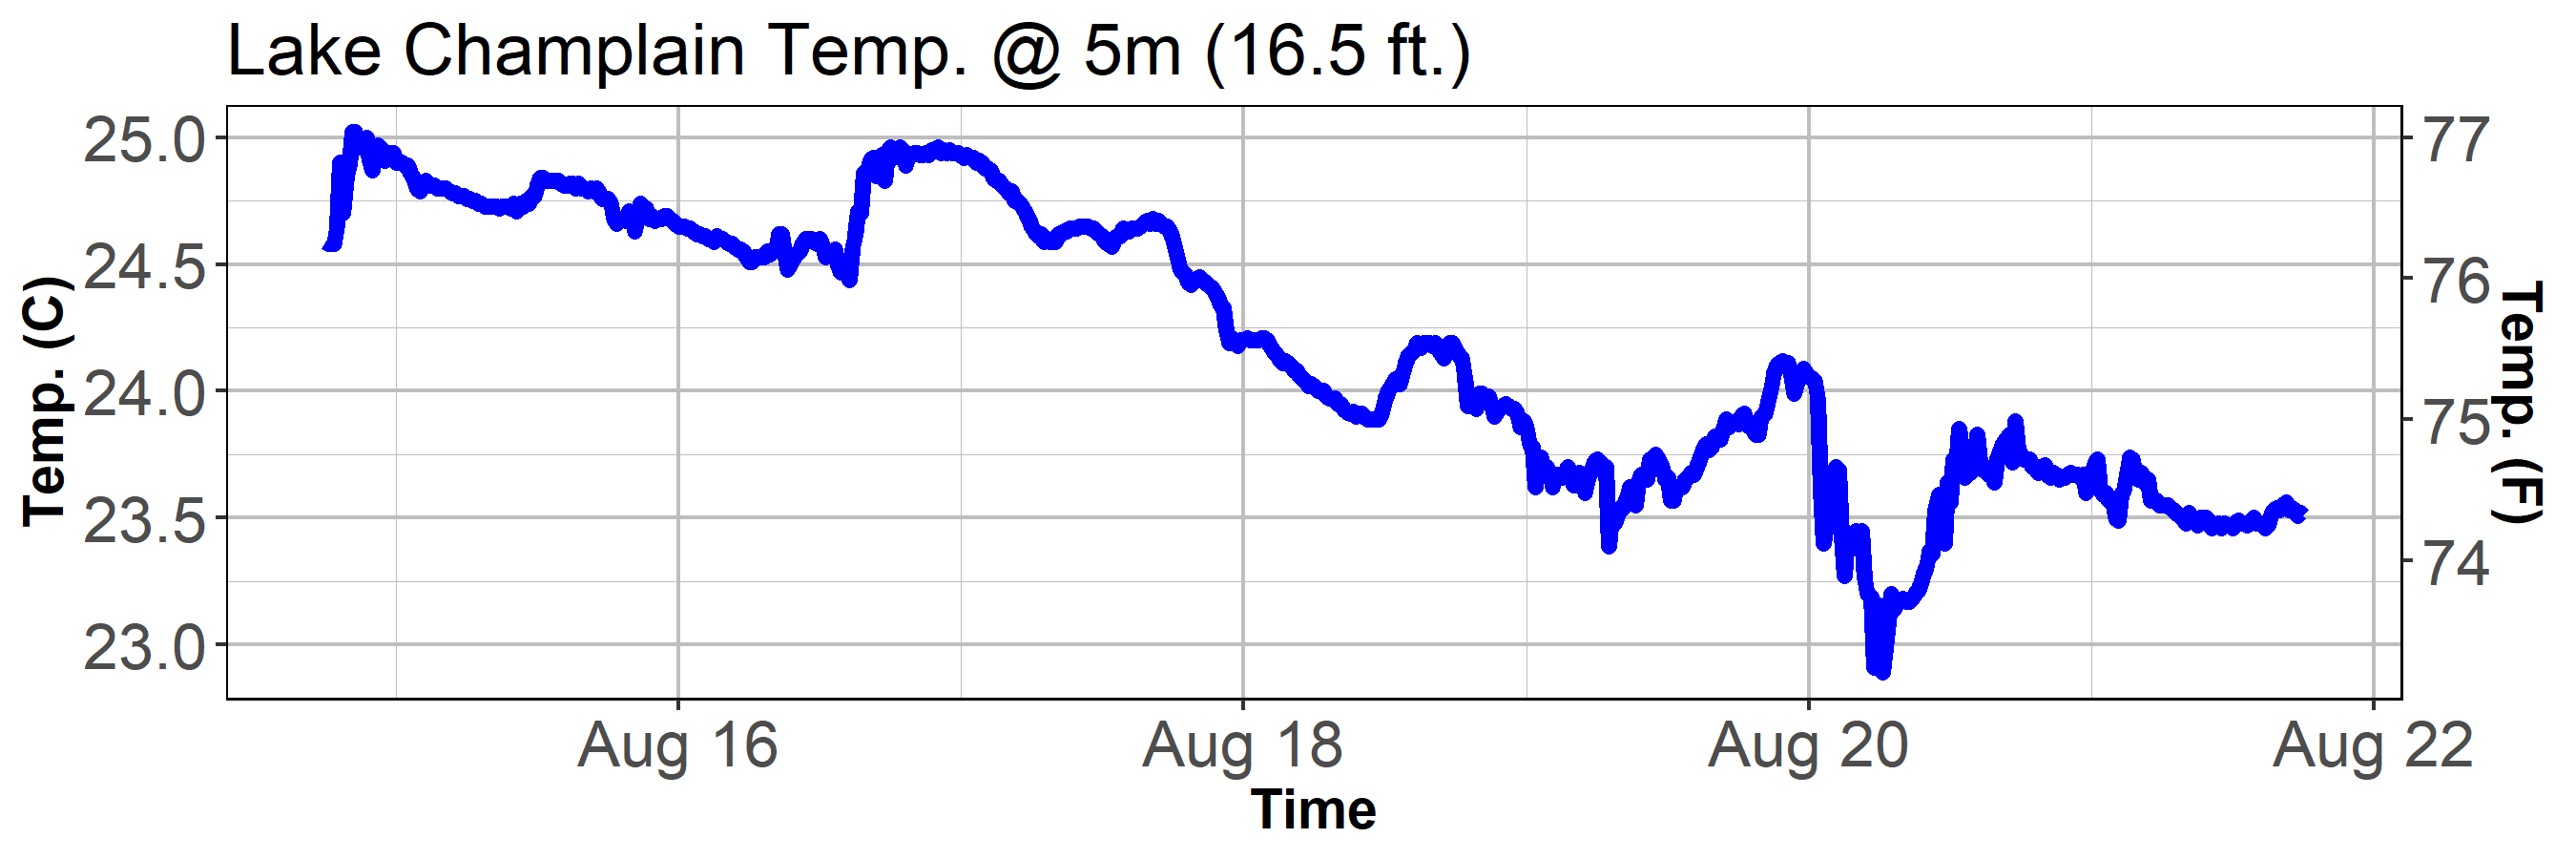 Lake Champlain Temp. @ 5m (16.5 ft.)
Temp. (C)
25.0
24.5
24.0
23.5
23.0
77
76
75
74
Temp. (F)
Aug 16
Aug 18
Aug 20
Aug 22
Time